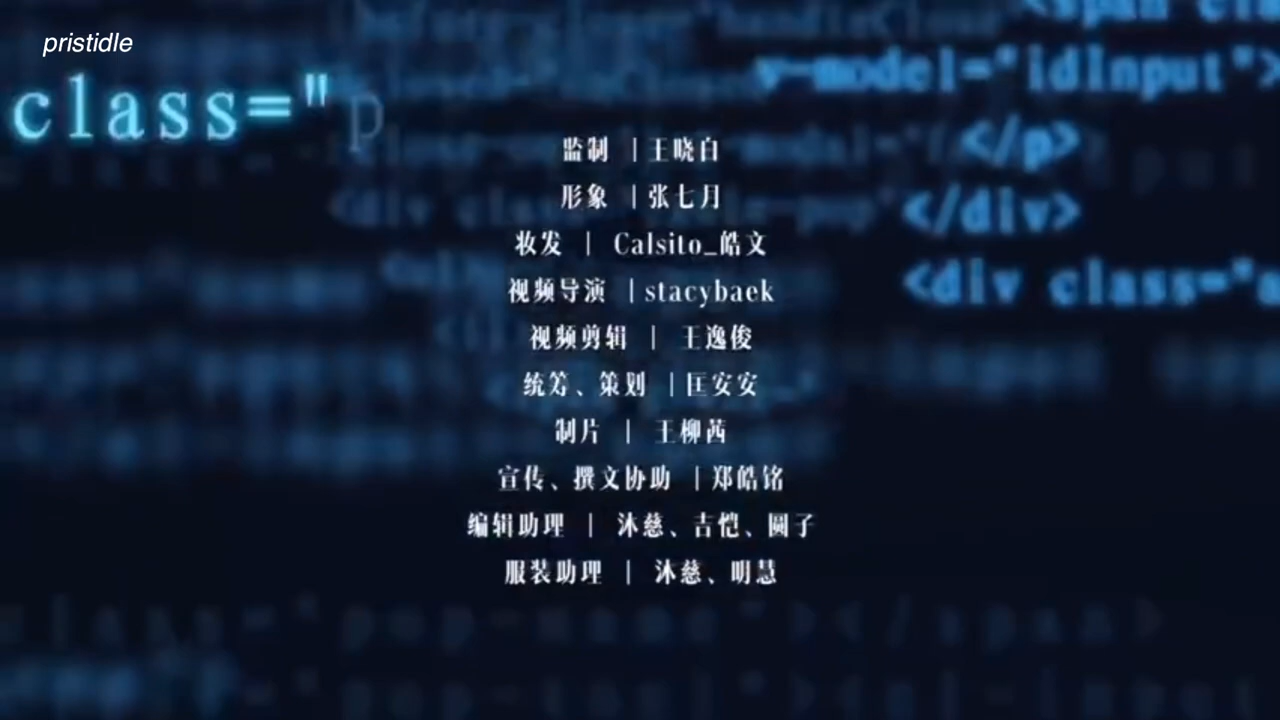 pristidle
<span cla
v-model="idinput">
class="p
</p>
监制 | 王晓白
形象 | 张七月
</div>
妆发 | Calsito_皓文
<div class="a
视频导演 | stacybaek
视频剪辑 | 王逸俊
统筹、策划 | 匡安安
制片 | 王柳茜
宣传、撰文协助 | 郑皓铭
编辑助理 | 沐慈、吉恺、圆子
服装助理 | 沐慈、明慧